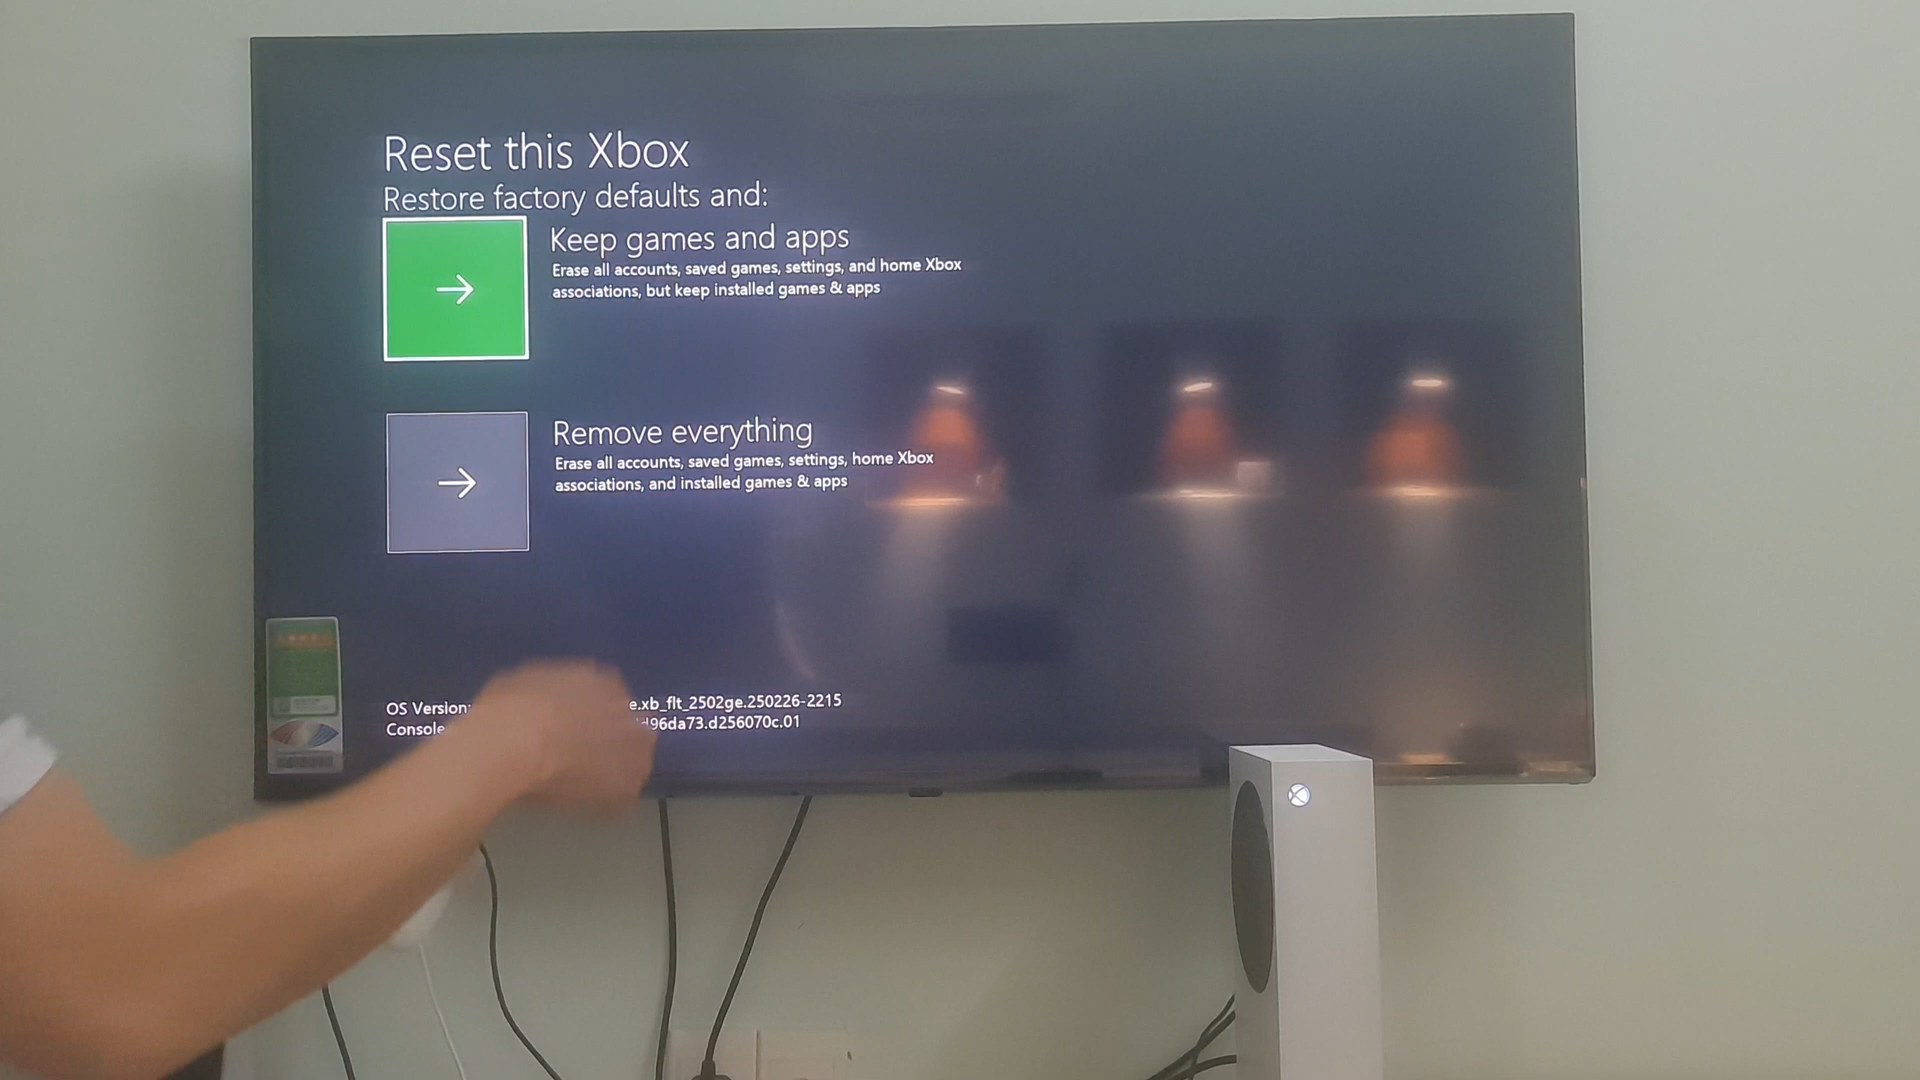 Reset this Xbox
Restore factory defaults and:
Keep games and apps
Erase all accounts, saved games, settings, and home Xbox
associations, but keep installed games & apps
Remove everything
Erase all accounts, saved games, settings, home Xbox
associations, and installed games & apps
OS Version: e.xb_flt_2502ge.250226-2215
Console d96da73.d256070c.01